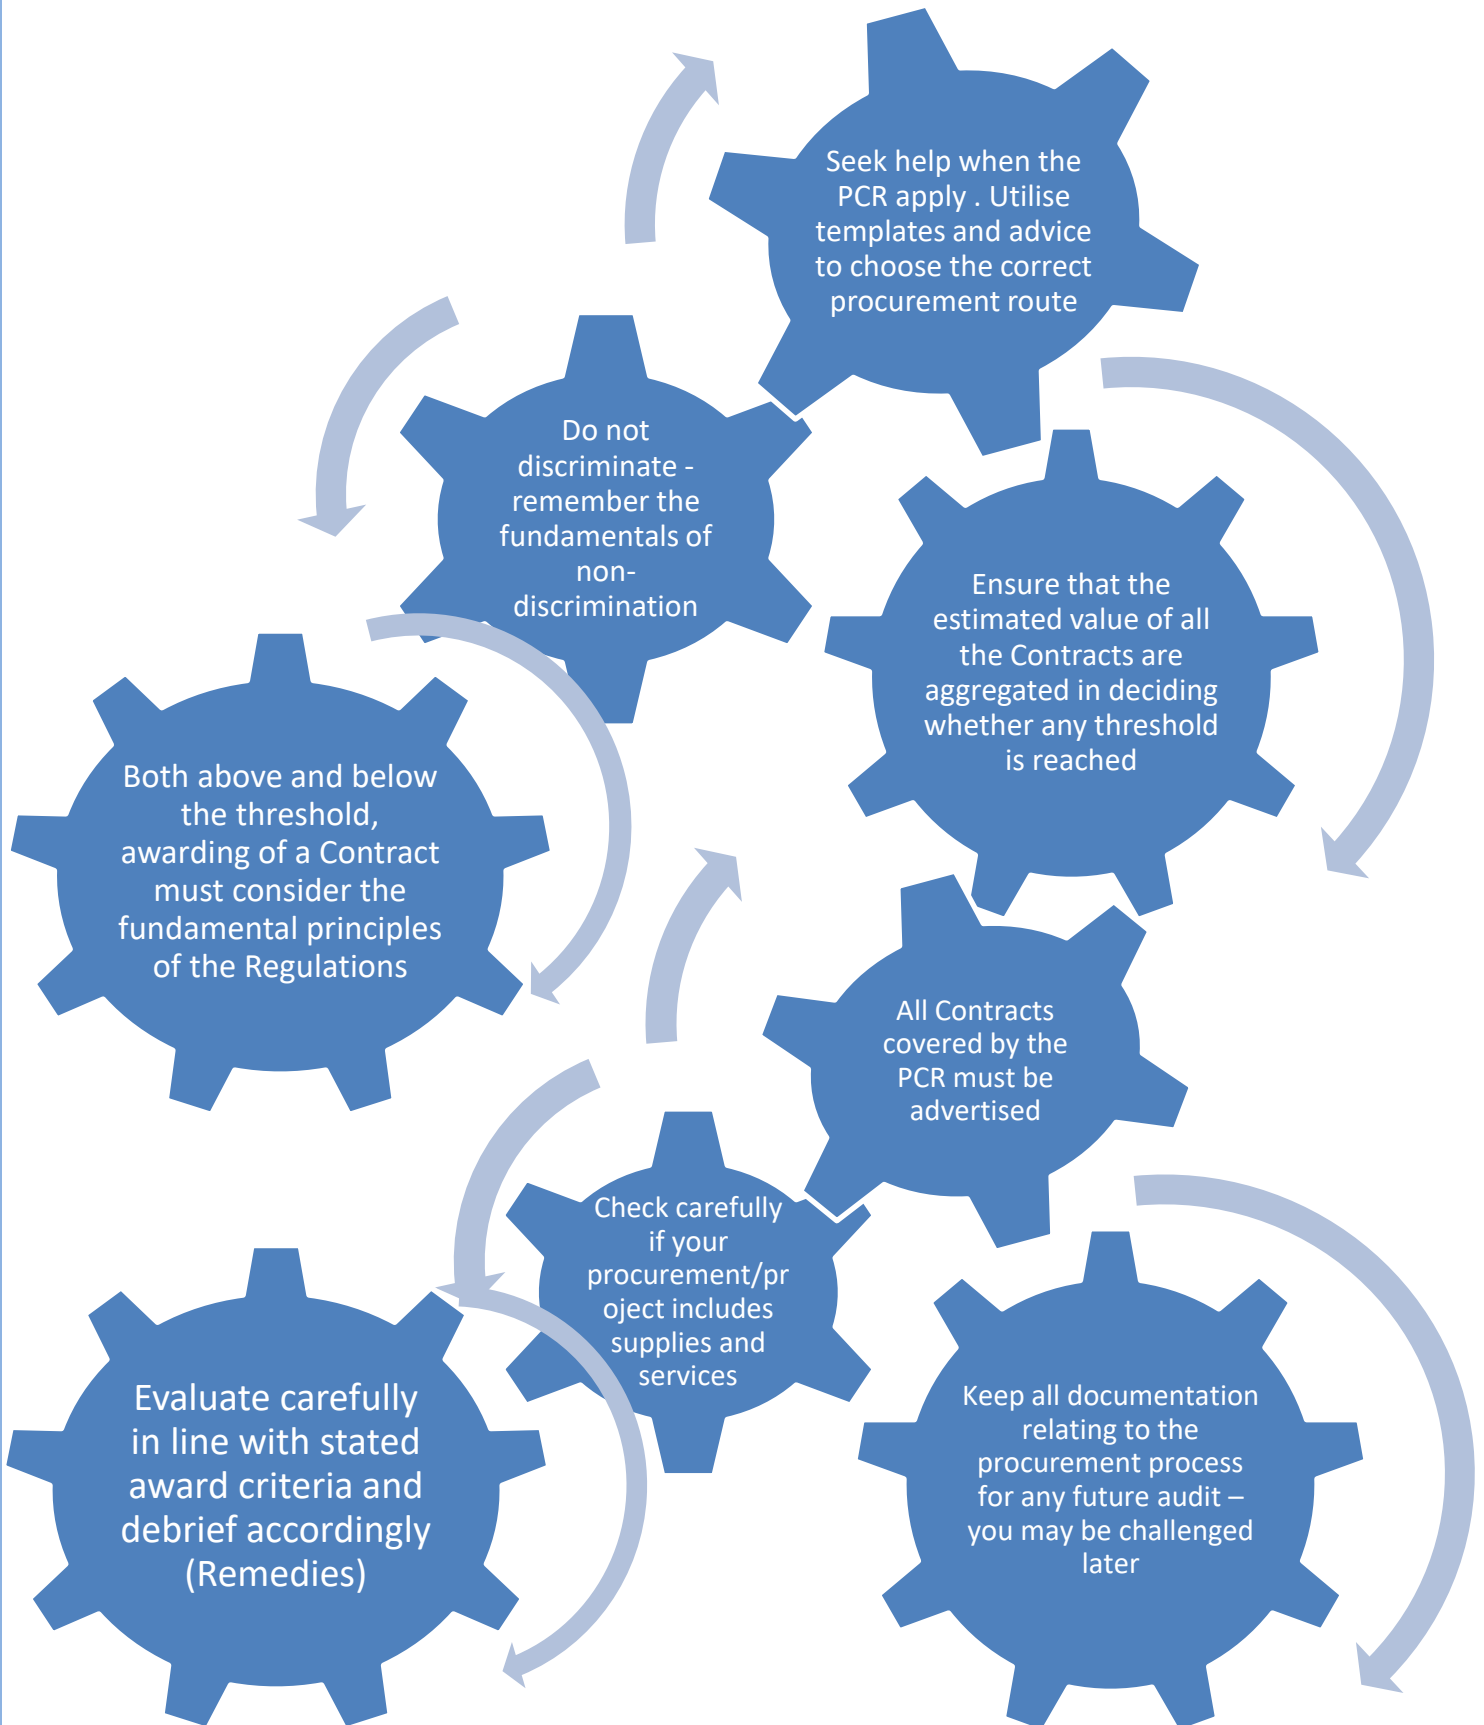 Seek help when the
PCR apply . Utilise
templates and advice
to choose the correct
procurement route
Do not
discriminate -
remember the
fundamentals of
non-
discrimination
Ensure that the
estimated value of all
the Contracts are
aggregated in deciding
whether any threshold
is reached
Both above and below
the threshold,
awarding of a Contract
must consider the
fundamental principles
of the Regulations
All Contracts
covered by the
PCR must be
advertised
Check carefully
if your
procurement/pr
oject includes
supplies and
services
Evaluate carefully
in line with stated
award criteria and
debrief accordingly
(Remedies)
Keep all documentation
relating to the
procurement process
for any future audit –
you may be challenged
later